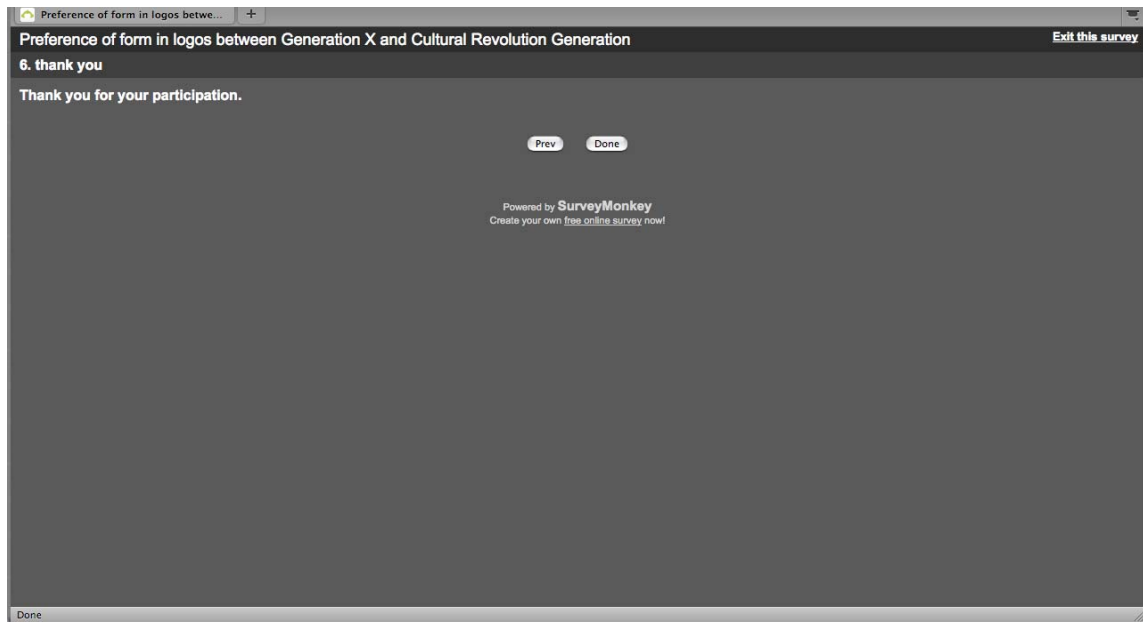 Preference of form in logos betwe... +
Preference of form in logos between Generation X and Cultural Revolution Generation Exit this survey
6. thank you
Thank you for your participation.
Prev Done
Powered by SurveyMonkey
Create your own free online survey now!
Done